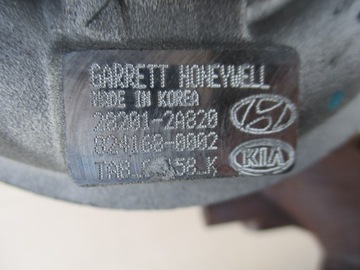 GARRETT HONEYWELL
MADE IN KOREA
28201-2A820
824168-0002
KIA